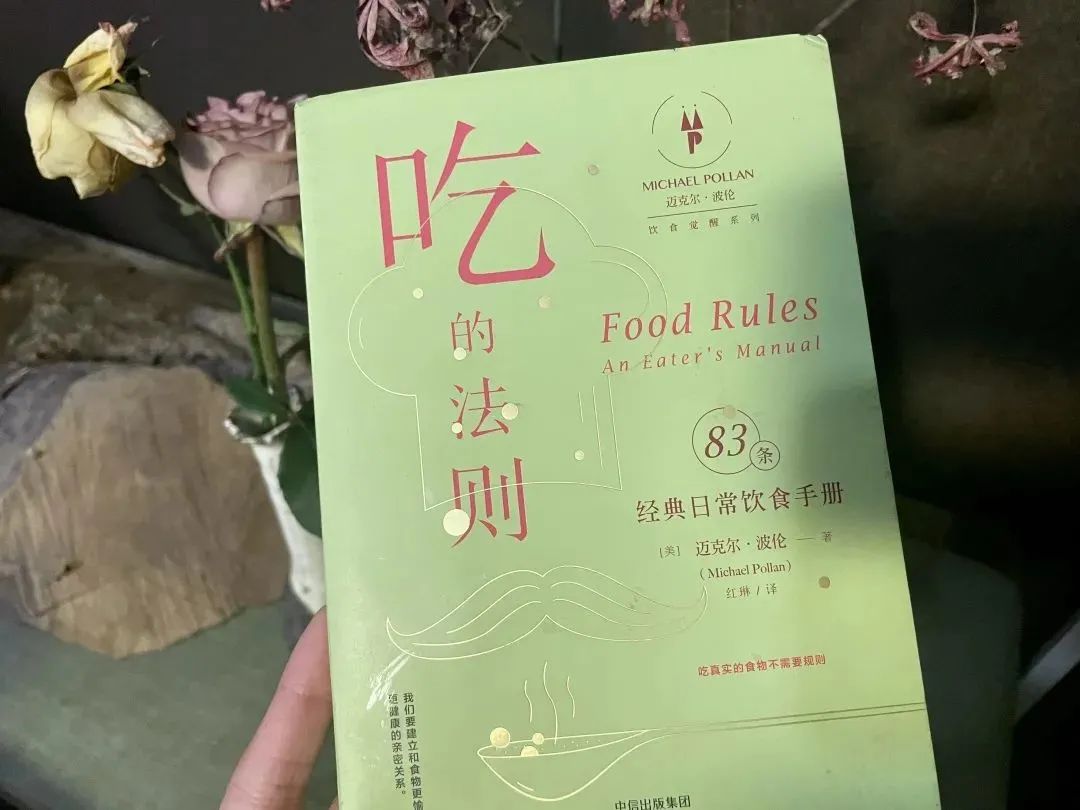 吃的法则
MICHAEL POLLAN
迈克尔·波伦
饮食觉醒系列
Food Rules
An Eater's Manual
83条
经典日常饮食手册
[美] 迈克尔·波伦 — 著
(Michael Pollan)
红琳/译
吃真实的食物不需要规则
我们要建立和食物更愉
健康的亲密关系。
中信出版集团